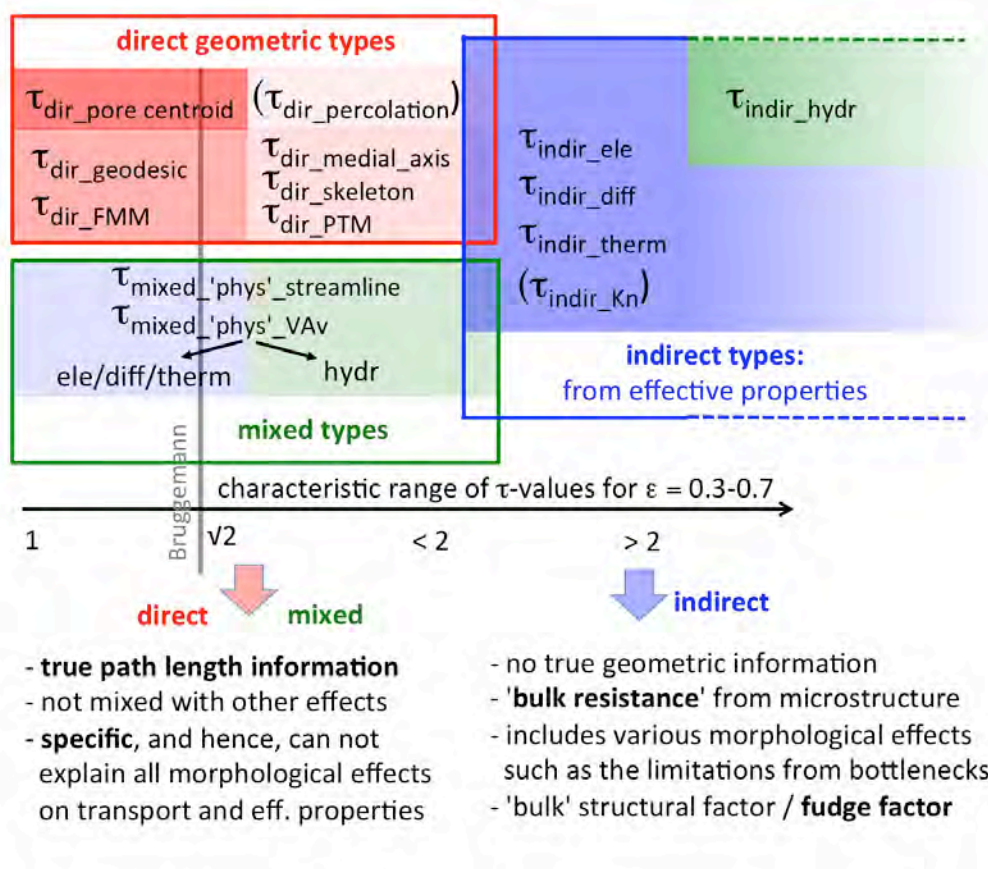 direct geometric types
τdir_pore centroid
(τdir_percolation)
τdir_geodesic
τdir_FMM
τdir_medial_axis
τdir_skeleton
τdir_PTM
τindir_hydr
τindir_ele
τindir_diff
τindir_therm
(τindir_Kn)
indirect types:
from effective properties
τmixed_'phys'_streamline
τmixed_'phys'_VAv
ele/diff/therm
hydr
mixed types
Bruggemann
characteristic range of τ-values for ε = 0.3-0.7
1
√2
< 2
> 2
direct
mixed
- true path length information
- not mixed with other effects
- specific, and hence, can not
explain all morphological effects
on transport and eff. properties
indirect
- no true geometric information
- 'bulk resistance' from microstructure
- includes various morphological effects
such as the limitations from bottlenecks
- 'bulk' structural factor / fudge factor